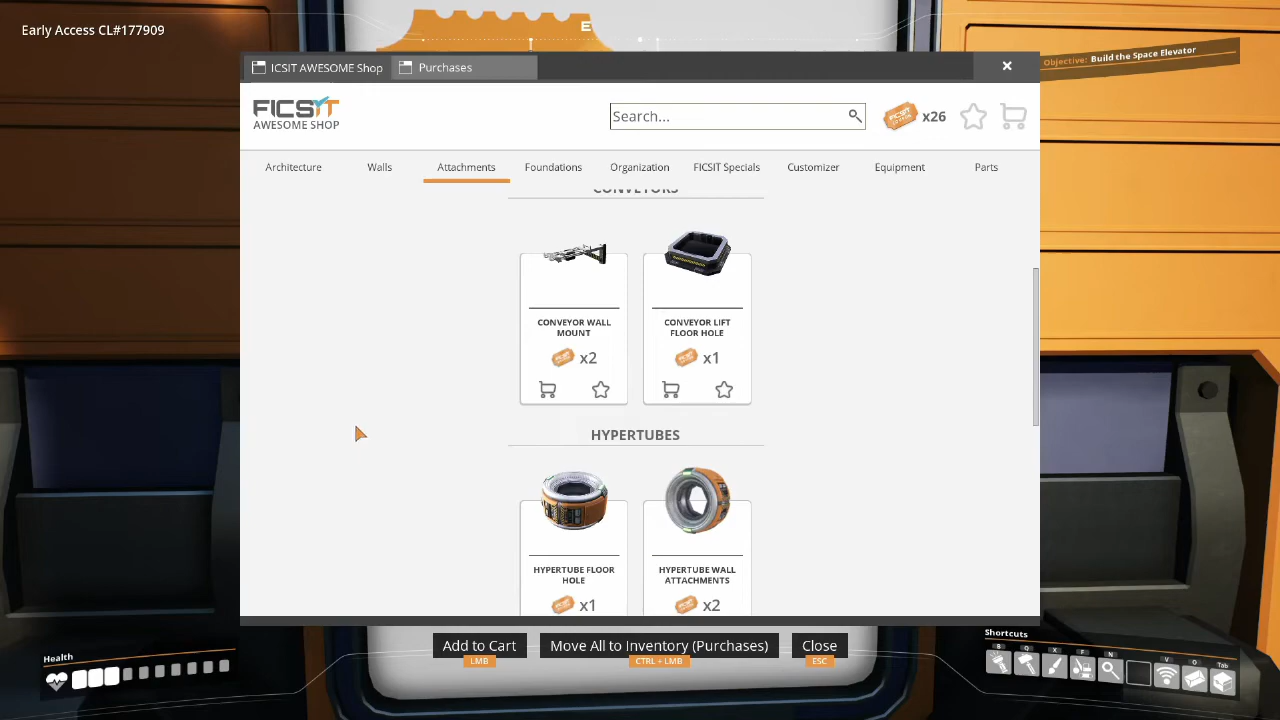 Early Access CL#177909
E
ICSIT AWESOME Shop
Purchases
Objective: Build the Space Elevator
FICSIT
AWESOME SHOP
Search...
x26
Architecture
Walls
Attachments
Foundations
Organization
FICSIT Specials
Customizer
Equipment
Parts
CONVEYORS
CONVEYOR WALL
MOUNT
x2
CONVEYOR LIFT
FLOOR HOLE
x1
HYPERTUBES
HYPERTUBE FLOOR
HOLE
x1
HYPERTUBE WALL
ATTACHMENTS
x2
Add to Cart
LMB
Move All to Inventory (Purchases)
CTRL + LMB
Close
ESC
Health
Shortcuts
B
Q
X
F
N
V
O
Tab